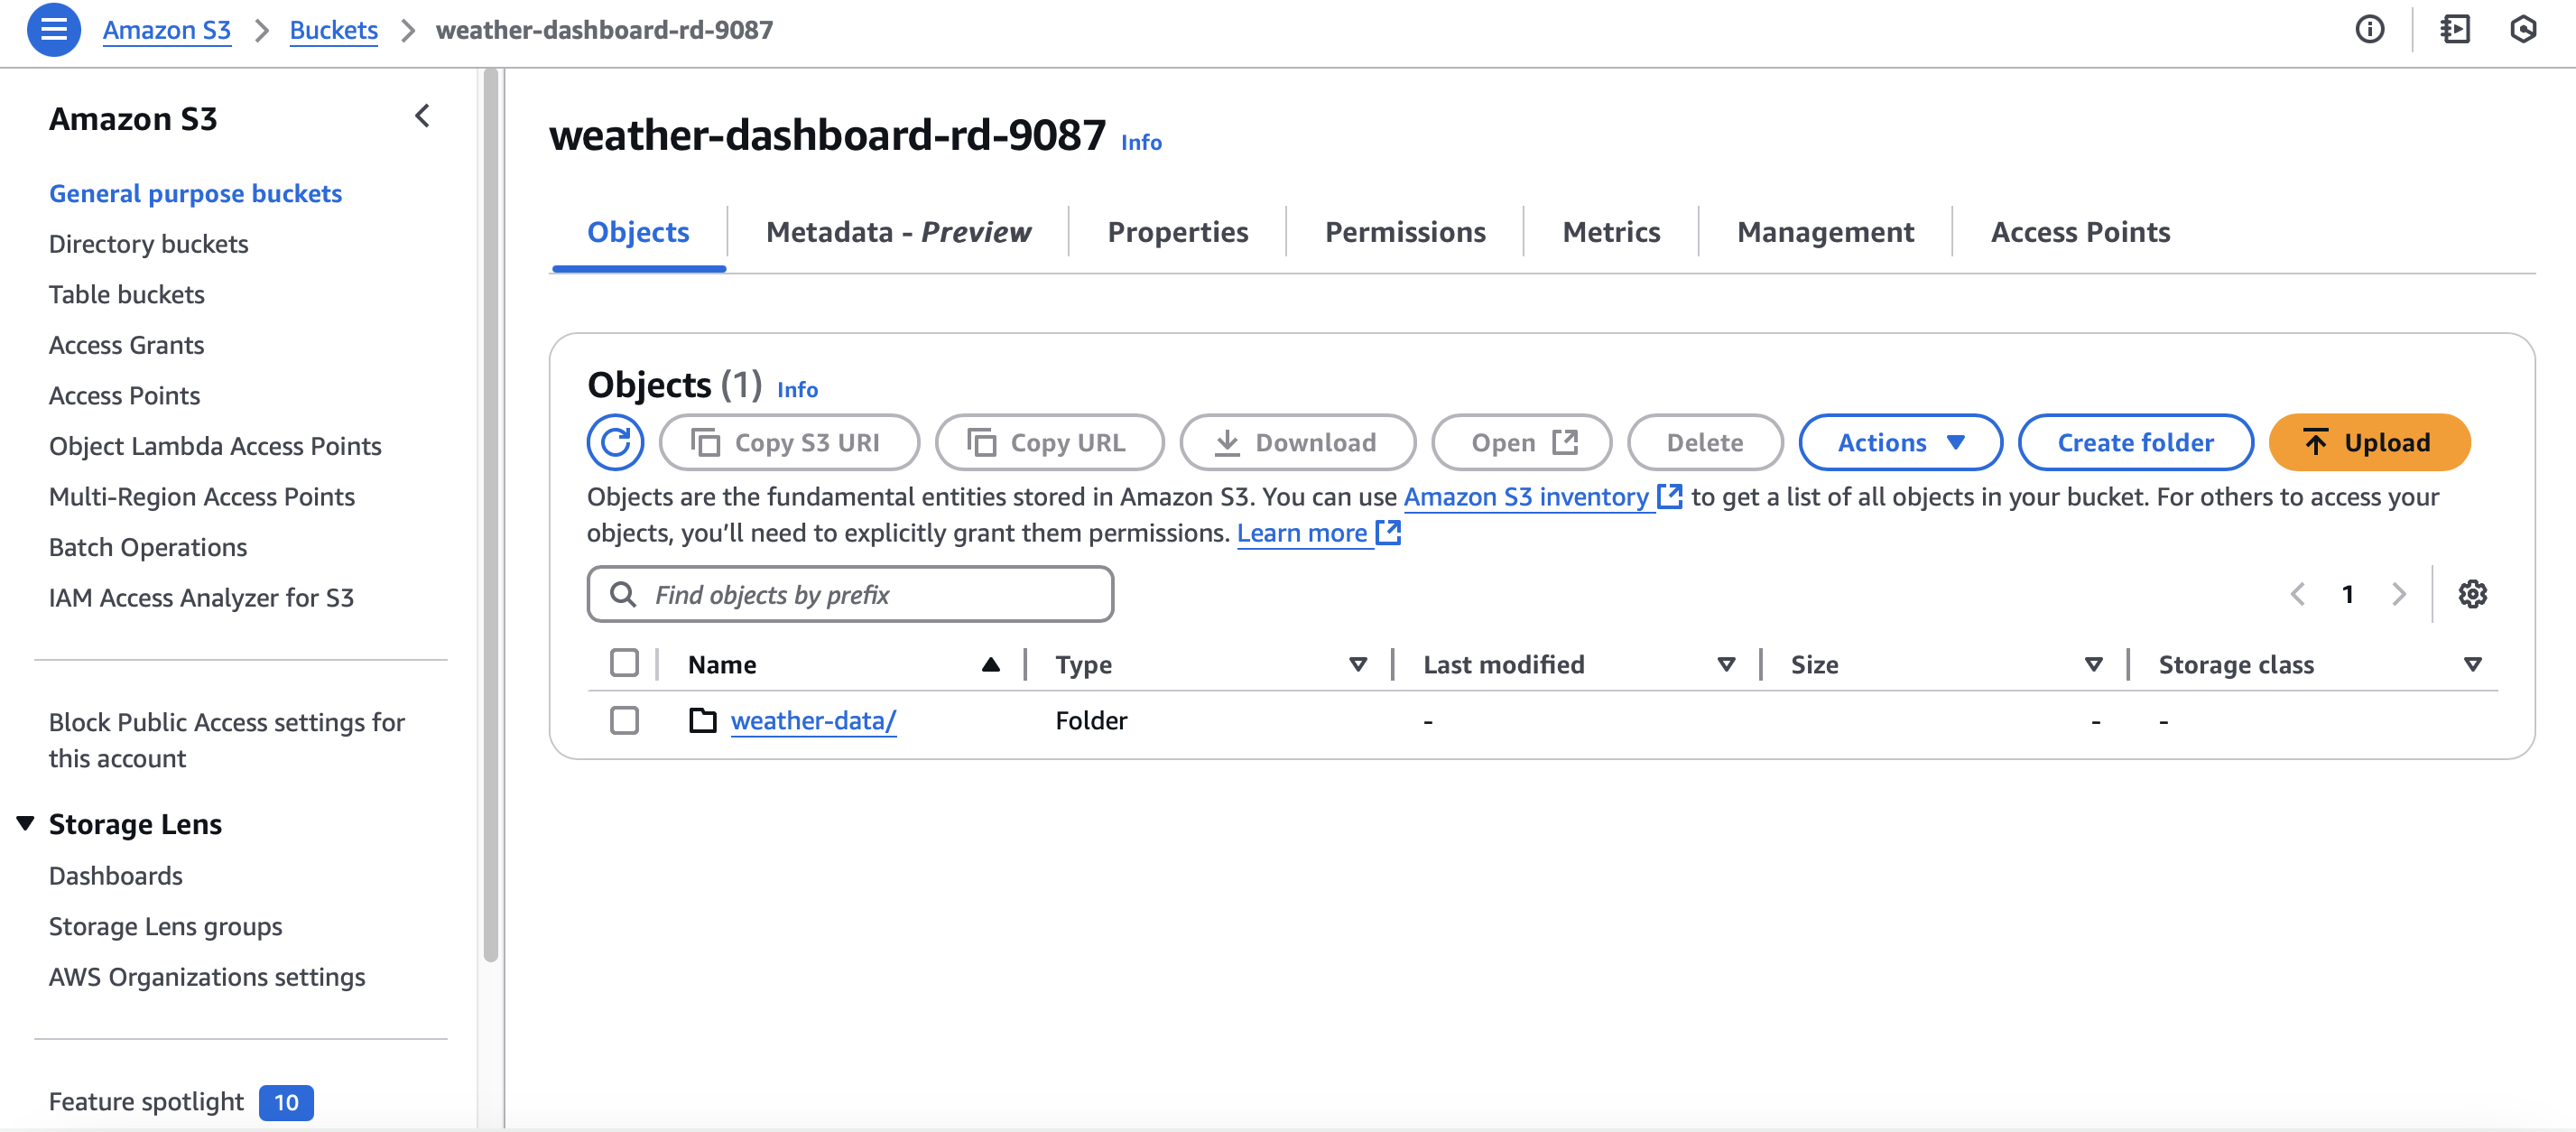 Amazon S3 > Buckets > weather-dashboard-rd-9087
Amazon S3
General purpose buckets
Directory buckets
Table buckets
Access Grants
Access Points
Object Lambda Access Points
Multi-Region Access Points
Batch Operations
IAM Access Analyzer for S3
Block Public Access settings for
this account
Storage Lens
Dashboards
Storage Lens groups
AWS Organizations settings
Feature spotlight 10
weather-dashboard-rd-9087 Info
Objects Metadata - Preview Properties Permissions Metrics Management Access Points
Objects (1) Info
Copy S3 URI Copy URL Download Open Delete Actions Create folder Upload
Objects are the fundamental entities stored in Amazon S3. You can use Amazon S3 inventory to get a list of all objects in your bucket. For others to access your
objects, you’ll need to explicitly grant them permissions. Learn more
Find objects by prefix 1
Name Type Last modified Size Storage class
weather-data/ Folder - - -